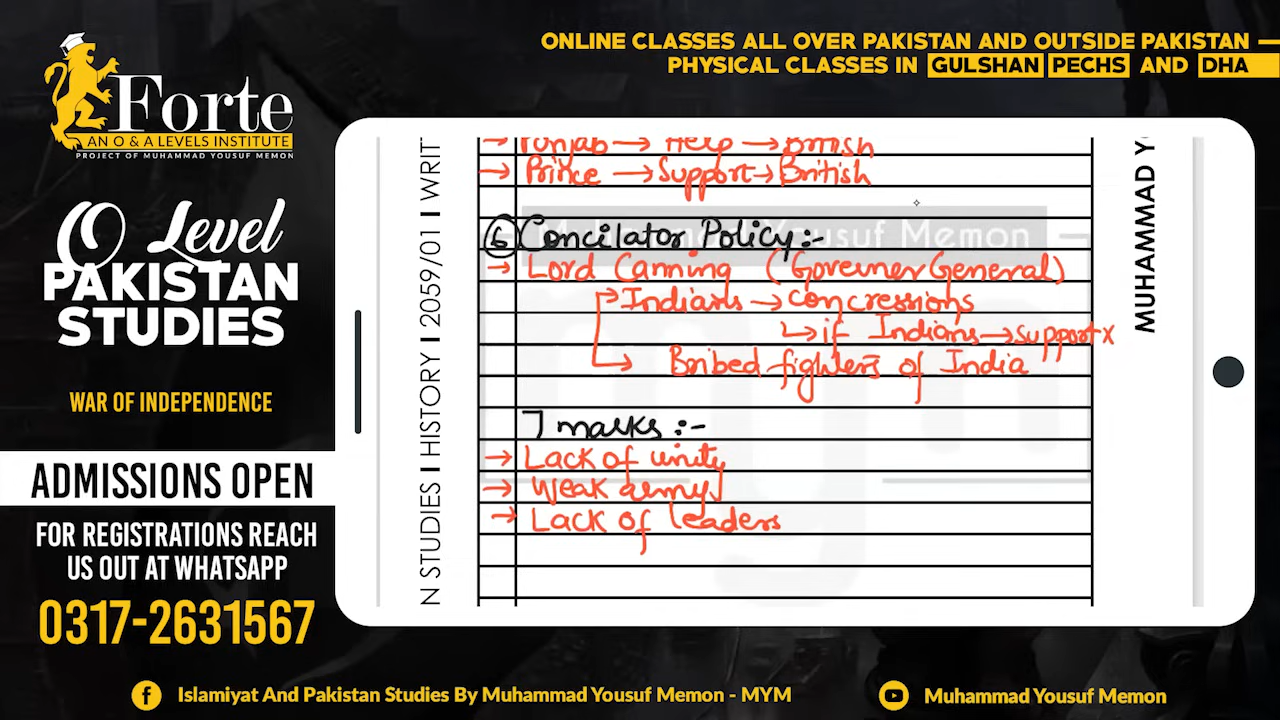 Forte
AN O & A LEVELS INSTITUTE
PROJECT OF MUHAMMAD YOUSUF MEMON
O Level
PAKISTAN
STUDIES
WAR OF INDEPENDENCE
ADMISSIONS OPEN
FOR REGISTRATIONS REACH
US OUT AT WHATSAPP
0317-2631567
ONLINE CLASSES ALL OVER PAKISTAN AND OUTSIDE PAKISTAN
PHYSICAL CLASSES IN GULSHAN PECHS AND DHA
N STUDIES I HISTORY I 2059/01 I WRIT
→ Punjab → Help → British
→ Prince → Support → British
Muhammad Yousuf Memon
⑥ Concilator Policy:-
→ Lord Canning (Goveiner General)
→ Indians → concressions
↳ if Indians → support x
→ Bribed fighters of India
7 marks:-
→ Lack of unity
→ Weak army
→ Lack of leaders
MUHAMMAD Y
Islamiyat And Pakistan Studies By Muhammad Yousuf Memon - MYM
Muhammad Yousuf Memon